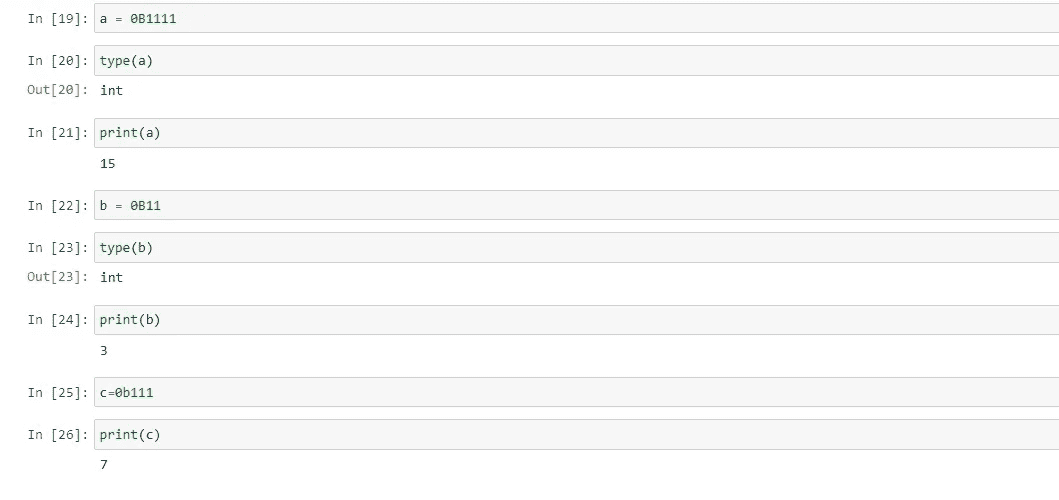 In [19]: a = 0B1111
In [20]: type(a)
Out[20]: int
In [21]: print(a)
15
In [22]: b = 0B11
In [23]: type(b)
Out[23]: int
In [24]: print(b)
3
In [25]: c=0b111
In [26]: print(c)
7